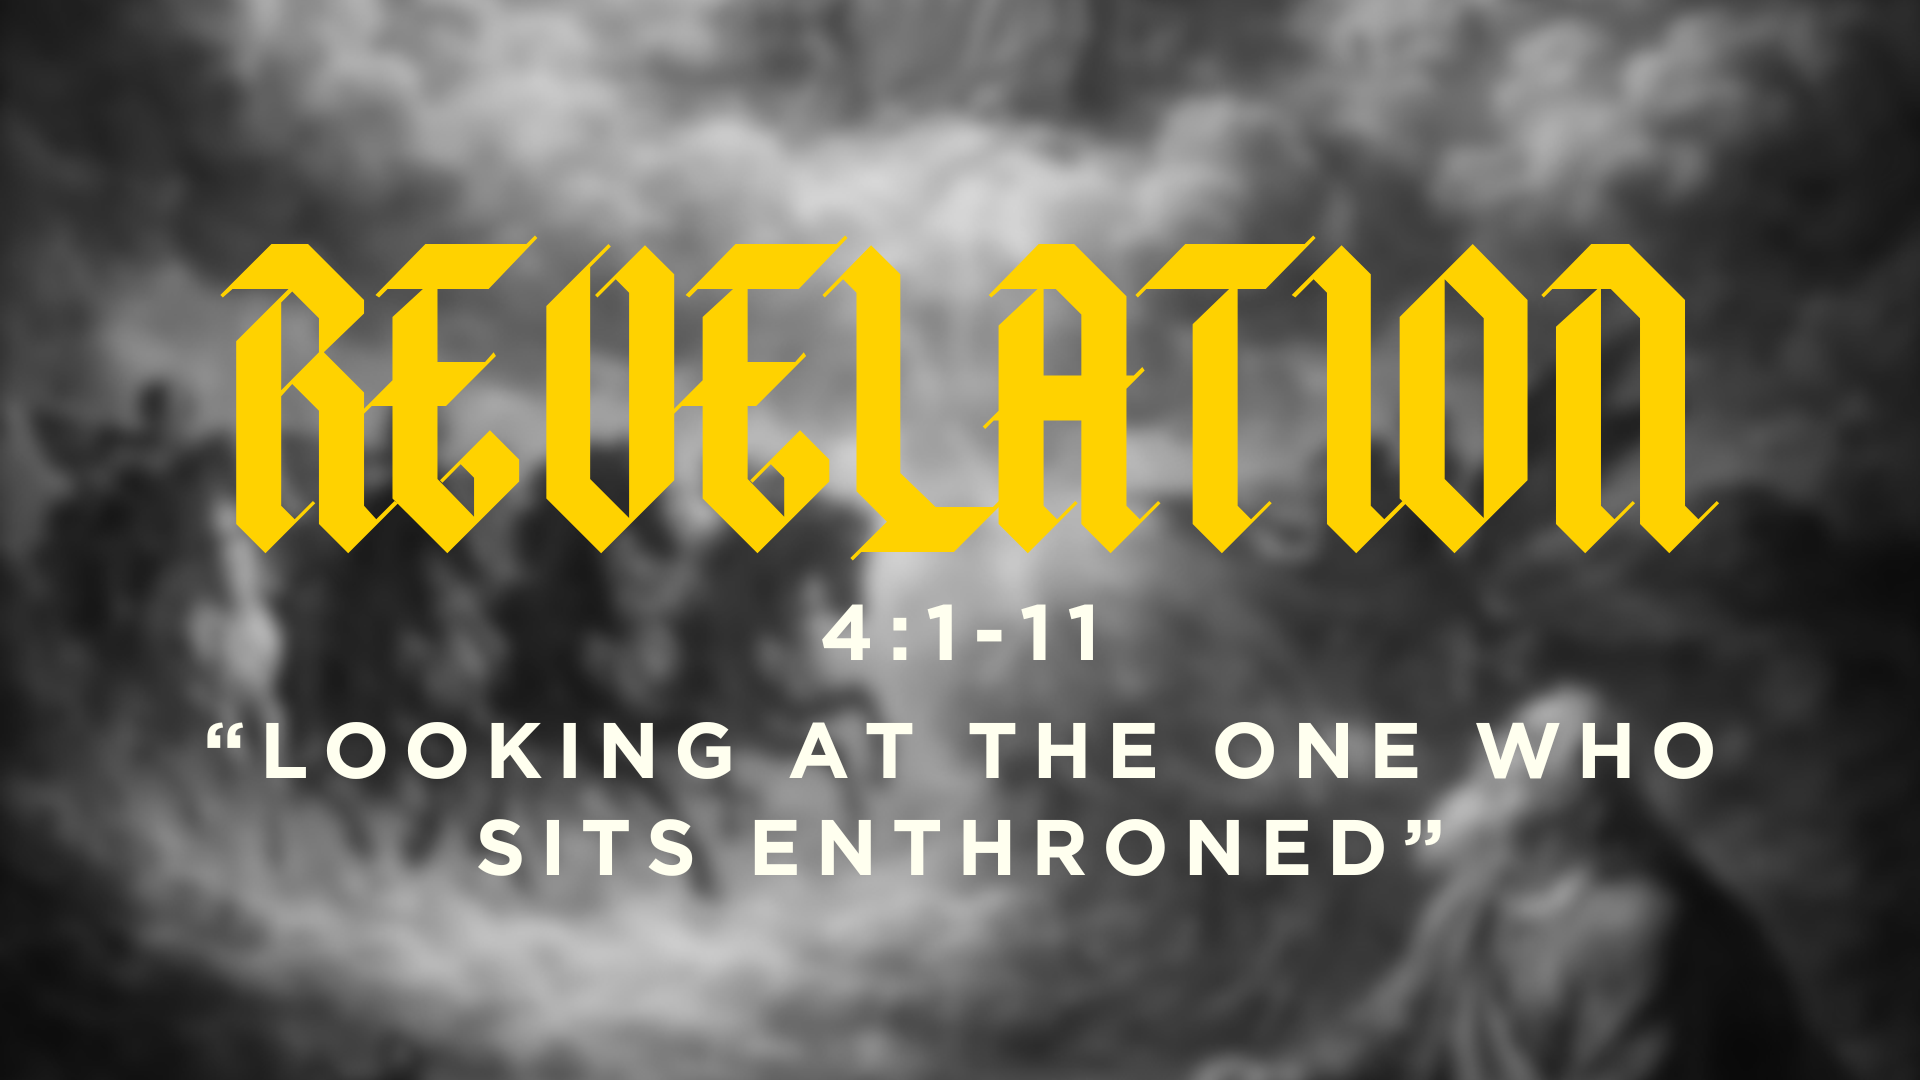 REVELATION
4:1-11
“LOOKING AT THE ONE WHO
SITS ENTHRONED”